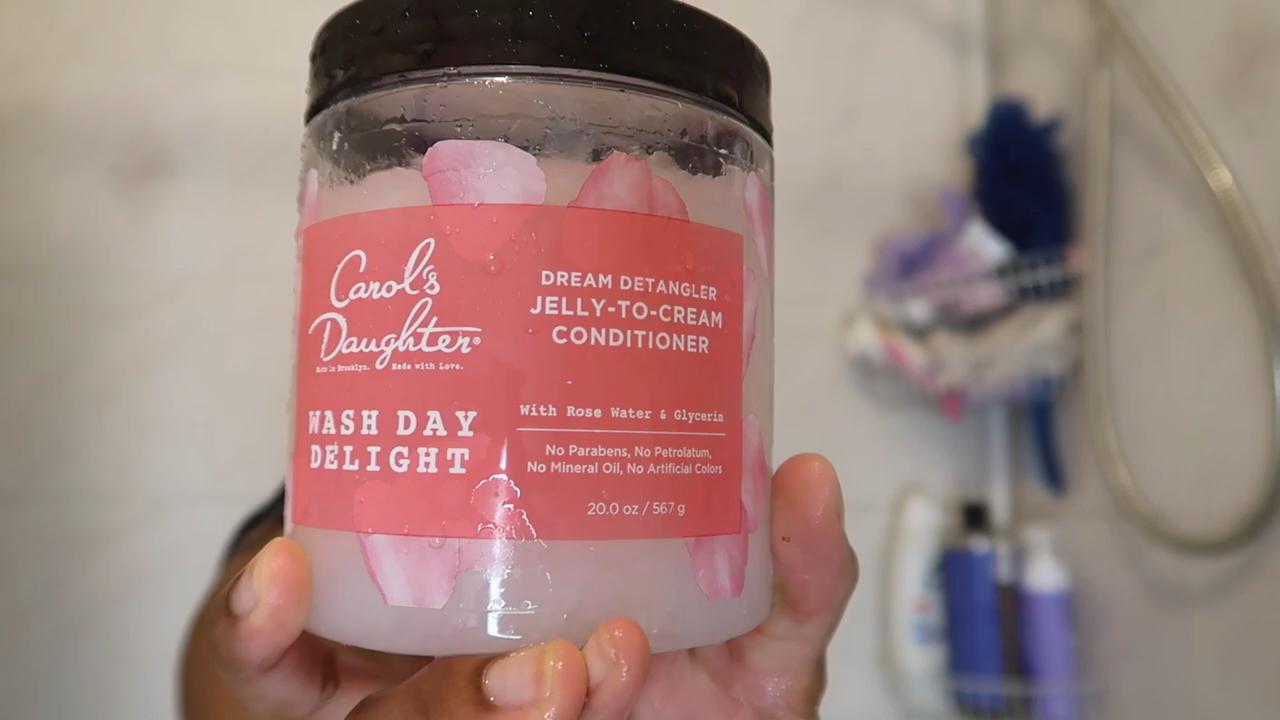 Carol's
Daughter®
Born in Brooklyn. Made with Love.
WASH DAY
DELIGHT
DREAM DETANGLER
JELLY-TO-CREAM
CONDITIONER
With Rose Water & Glycerin
No Parabens, No Petrolatum,
No Mineral Oil, No Artificial Colors
20.0 oz / 567 g